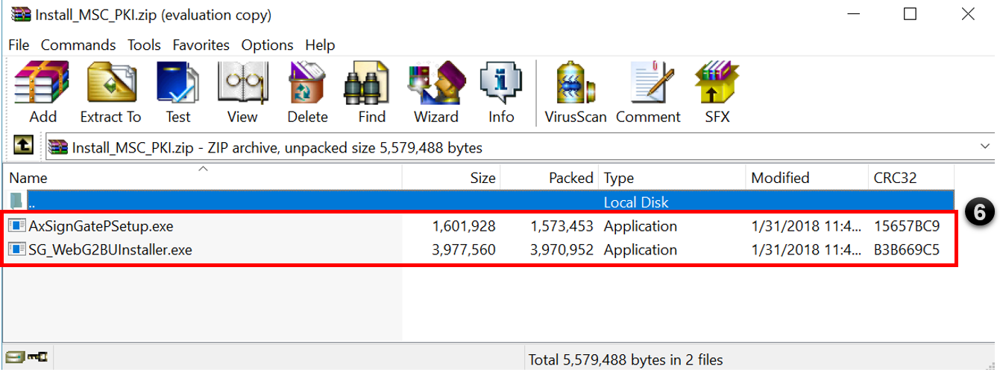 Install_MSC_PKI.zip (evaluation copy)
File Commands Tools Favorites Options Help
Add Extract To Test View Delete Find Wizard Info VirusScan Comment SFX
Install_MSC_PKI.zip - ZIP archive, unpacked size 5,579,488 bytes
Name Size Packed Type Modified CRC32
.. Local Disk
AxSignGatePSetup.exe 1,601,928 1,573,453 Application 1/31/2018 11:4... 15657BC9
6
SG_WebG2BUInstaller.exe 3,977,560 3,970,952 Application 1/31/2018 11:4... B3B669C5
Total 5,579,488 bytes in 2 files